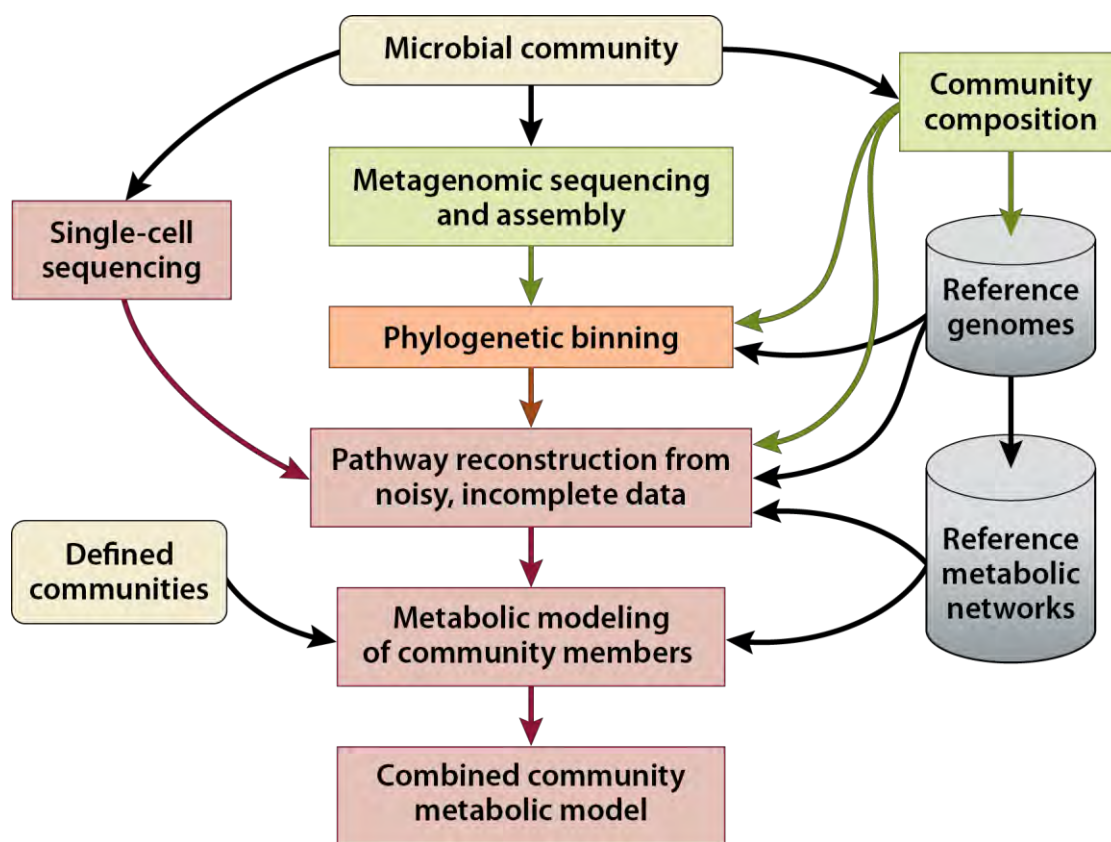 Microbial community
Community
composition
Metagenomic sequencing
and assembly
Single-cell
sequencing
Reference
genomes
Phylogenetic binning
Pathway reconstruction from
noisy, incomplete data
Reference
metabolic
networks
Defined
communities
Metabolic modeling
of community members
Combined community
metabolic model